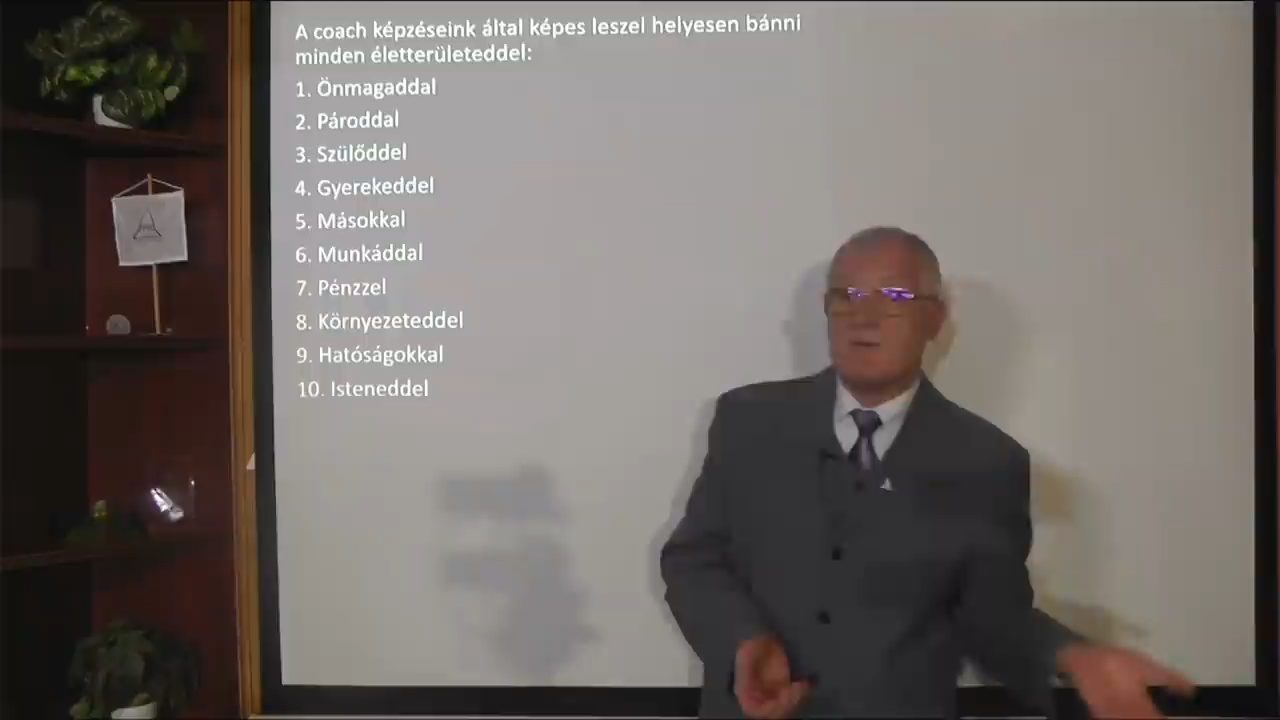 A coach képzéseink által képes leszel helyesen bánni
minden életterületeddel:
1. Önmagaddal
2. Pároddal
3. Szülőddel
4. Gyerekeddel
5. Másokkal
6. Munkáddal
7. Pénzzel
8. Környezeteddel
9. Hatóságokkal
10. Isteneddel